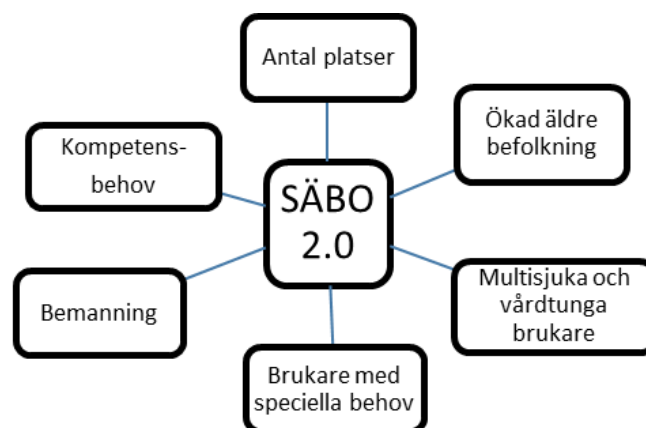 Antal platser
Ökad äldre
befolkning
Kompetens-
behov
SÄBO
2.0
Multisjuka och
vårdtunga
brukare
Bemanning
Brukare med
speciella behov